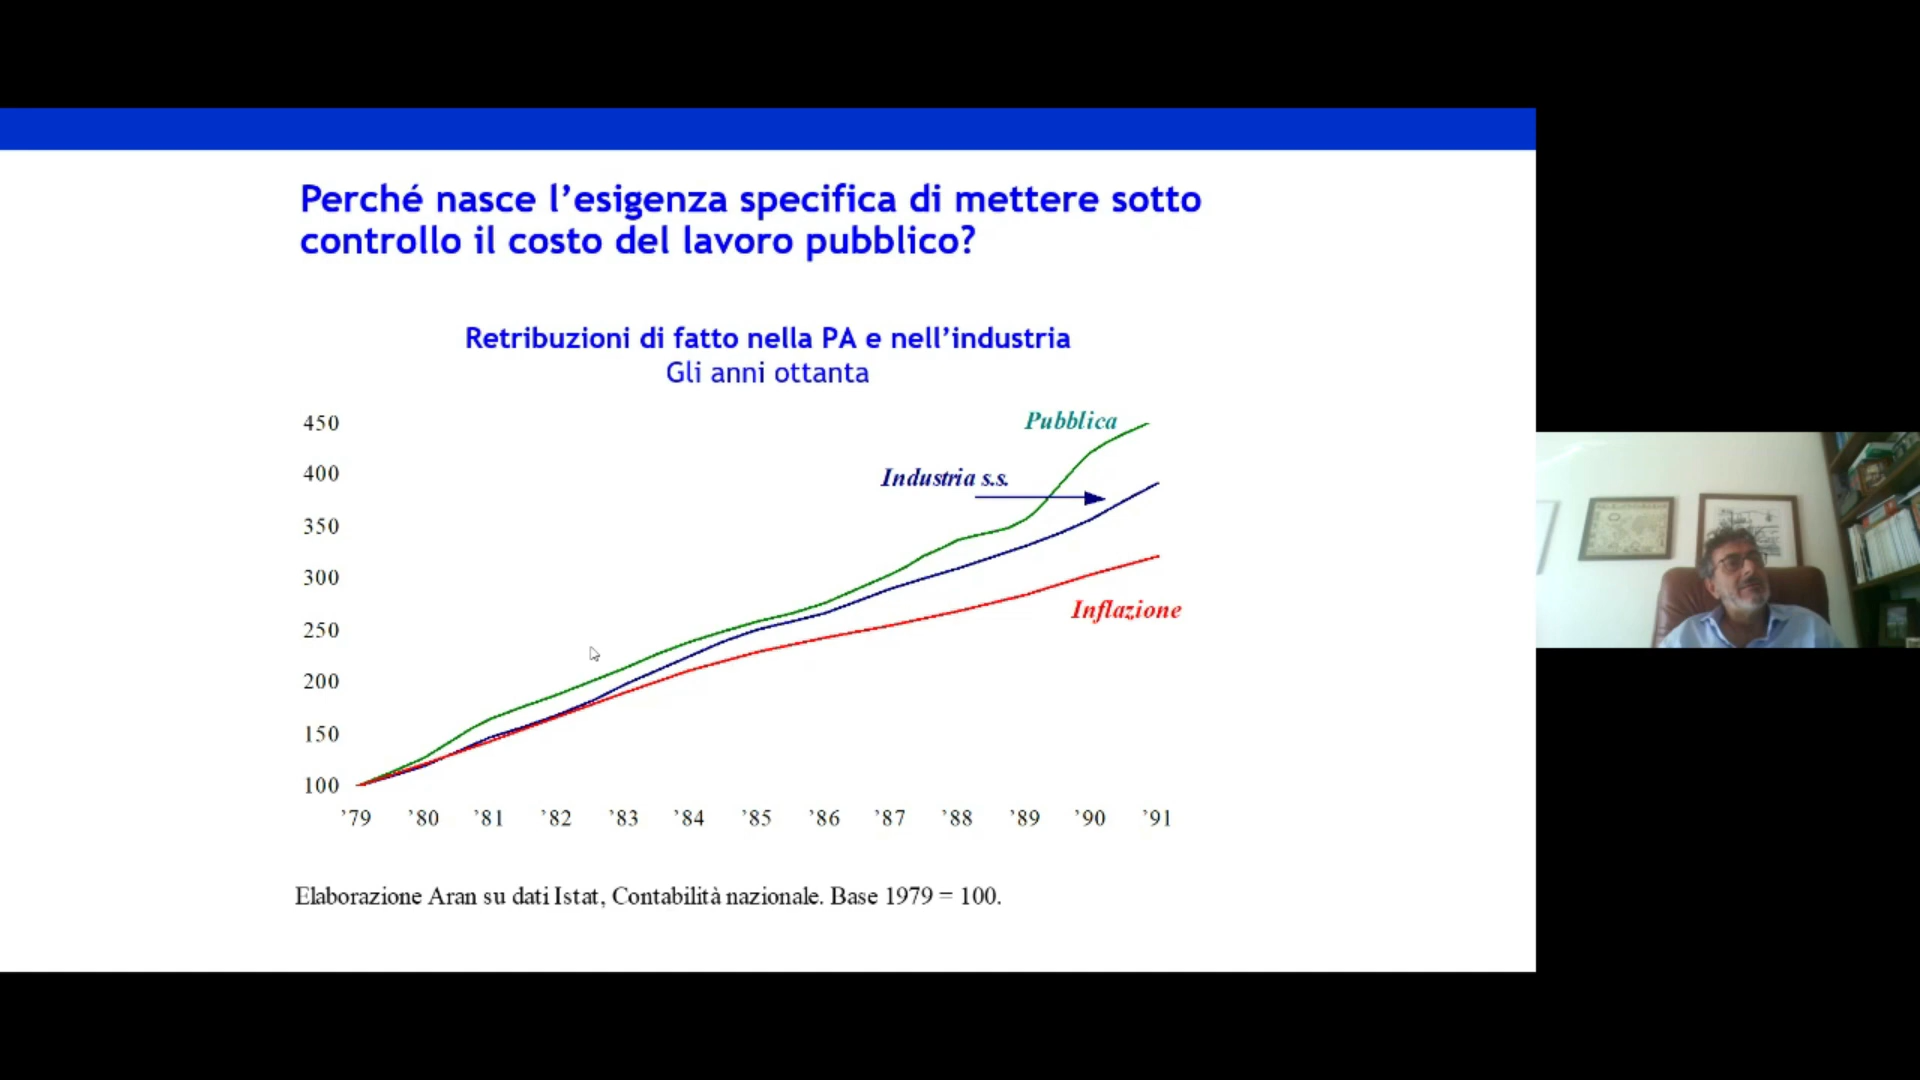 Perché nasce l’esigenza specifica di mettere sotto
controllo il costo del lavoro pubblico?
Retribuzioni di fatto nella PA e nell’industria
Gli anni ottanta
450
400
350
300
250
200
150
100
Pubblica
Industria s.s.
Inflazione
’79 ’80 ’81 ’82 ’83 ’84 ’85 ’86 ’87 ’88 ’89 ’90 ’91
Elaborazione Aran su dati Istat, Contabilità nazionale. Base 1979 = 100.